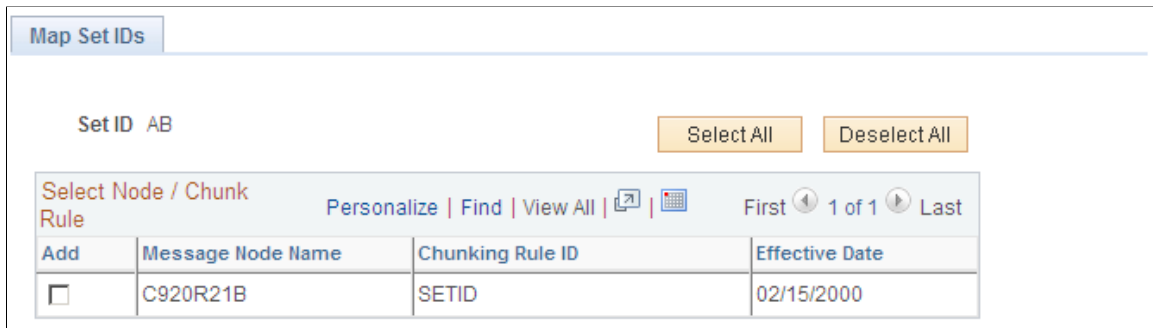 Map Set IDs
Set ID AB
Select All Deselect All
Select Node / Chunk
Rule
Personalize | Find | View All | | First 1 of 1 Last
Add Message Node Name Chunking Rule ID Effective Date
C920R21B SETID 02/15/2000